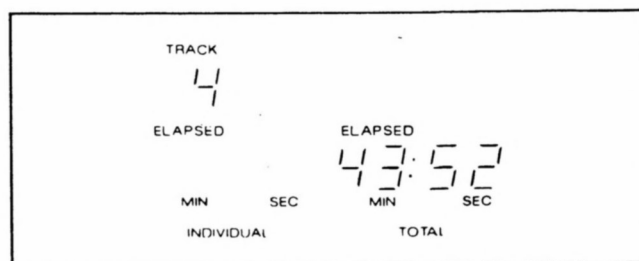 TRACK
4
ELAPSED ELAPSED
43:52
MIN SEC MIN SEC
INDIVIDUAL TOTAL